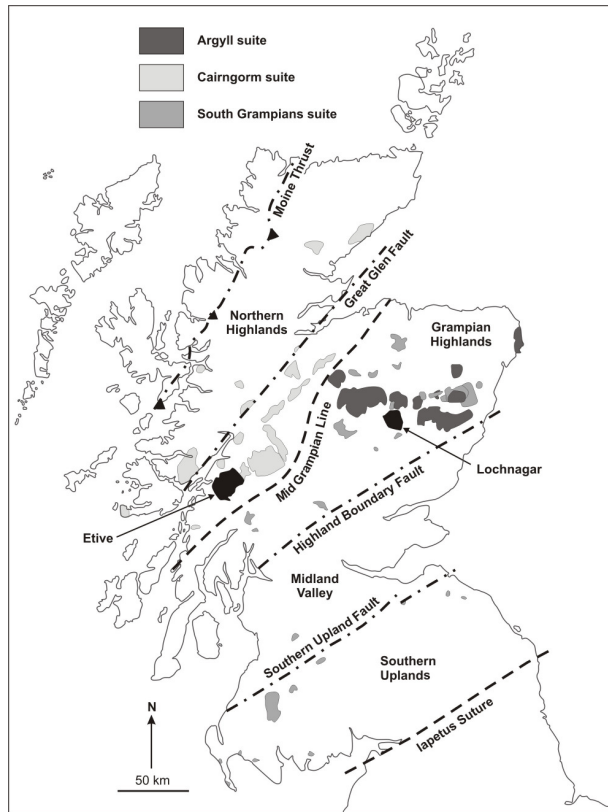 Argyll suite
Cairngorm suite
South Grampians suite
Moine Thrust
Great Glen Fault
Northern
Highlands
Grampian
Highlands
Mid Grampian Line
Lochnagar
Etive
Highland Boundary Fault
Midland
Valley
Southern Upland Fault
Southern
Uplands
Iapetus Suture
N
50 km